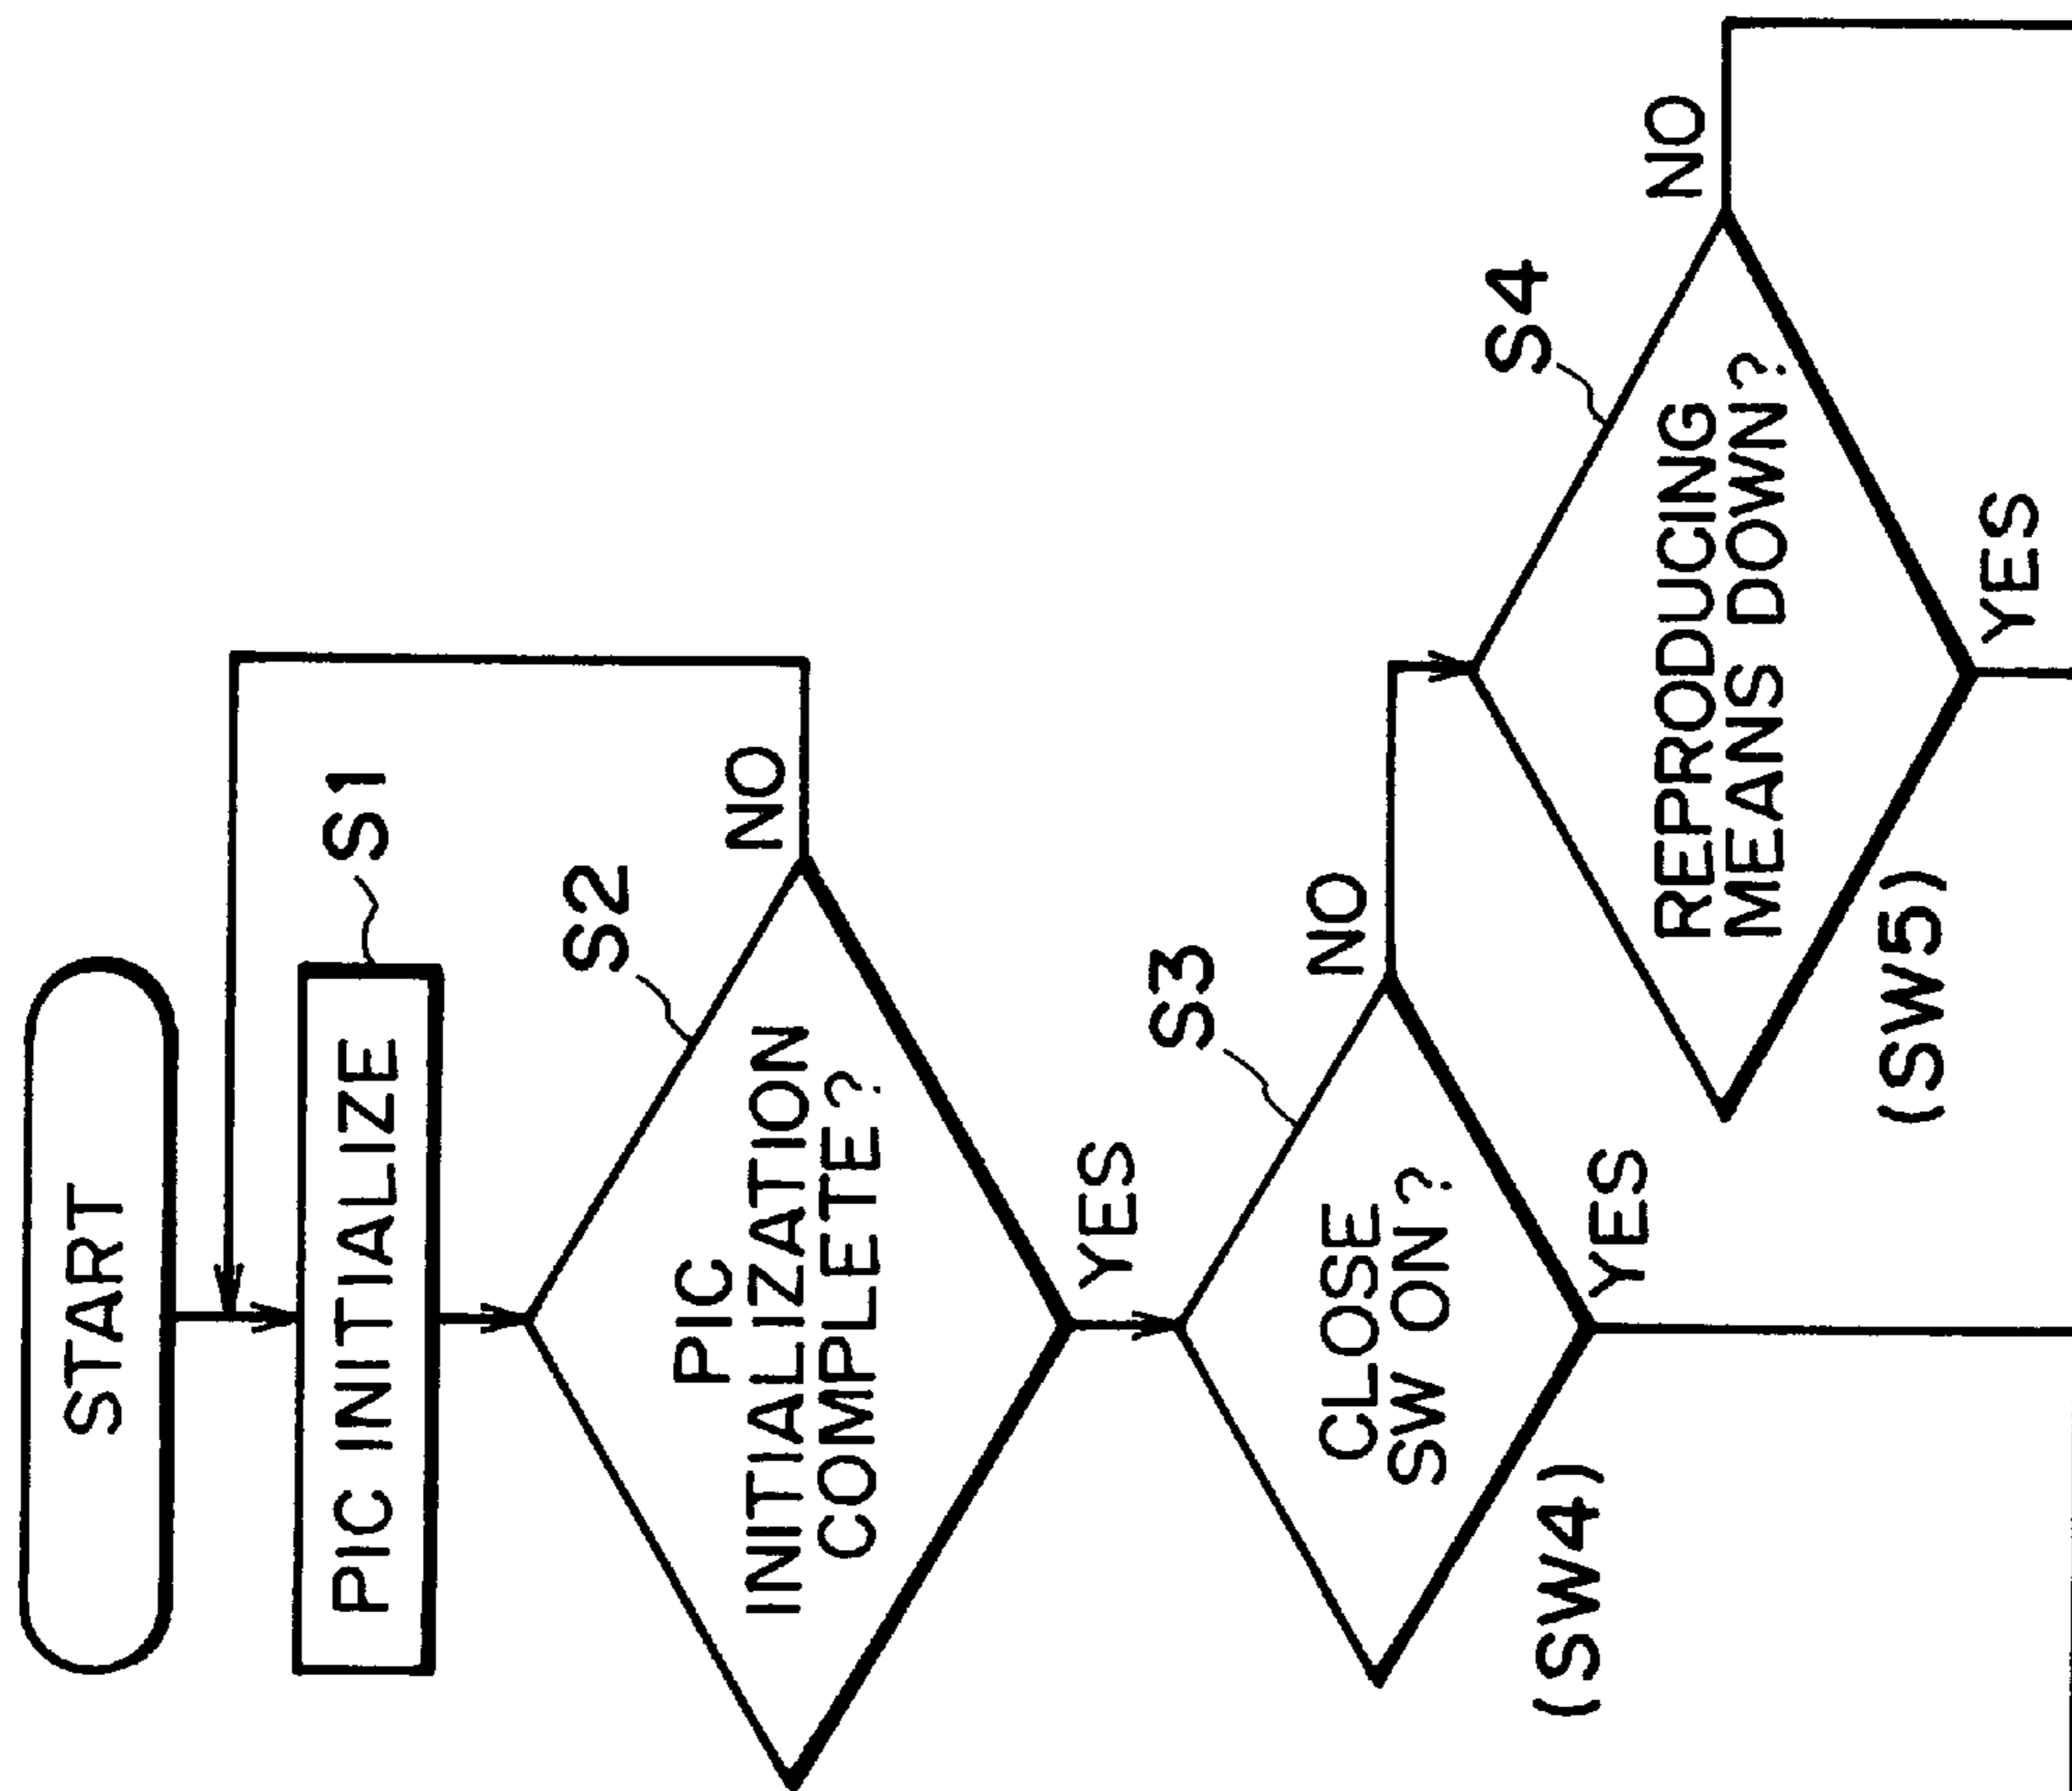 START
PIC INITIALIZE
S1
S2
PIC
INITIALIZATION
COMPLETE?
NO
YES
S3
CLOSE
SW ON?
(SW4)
NO
YES
S4
REPRODUCING
MEANS DOWN?
(SW5)
NO
YES